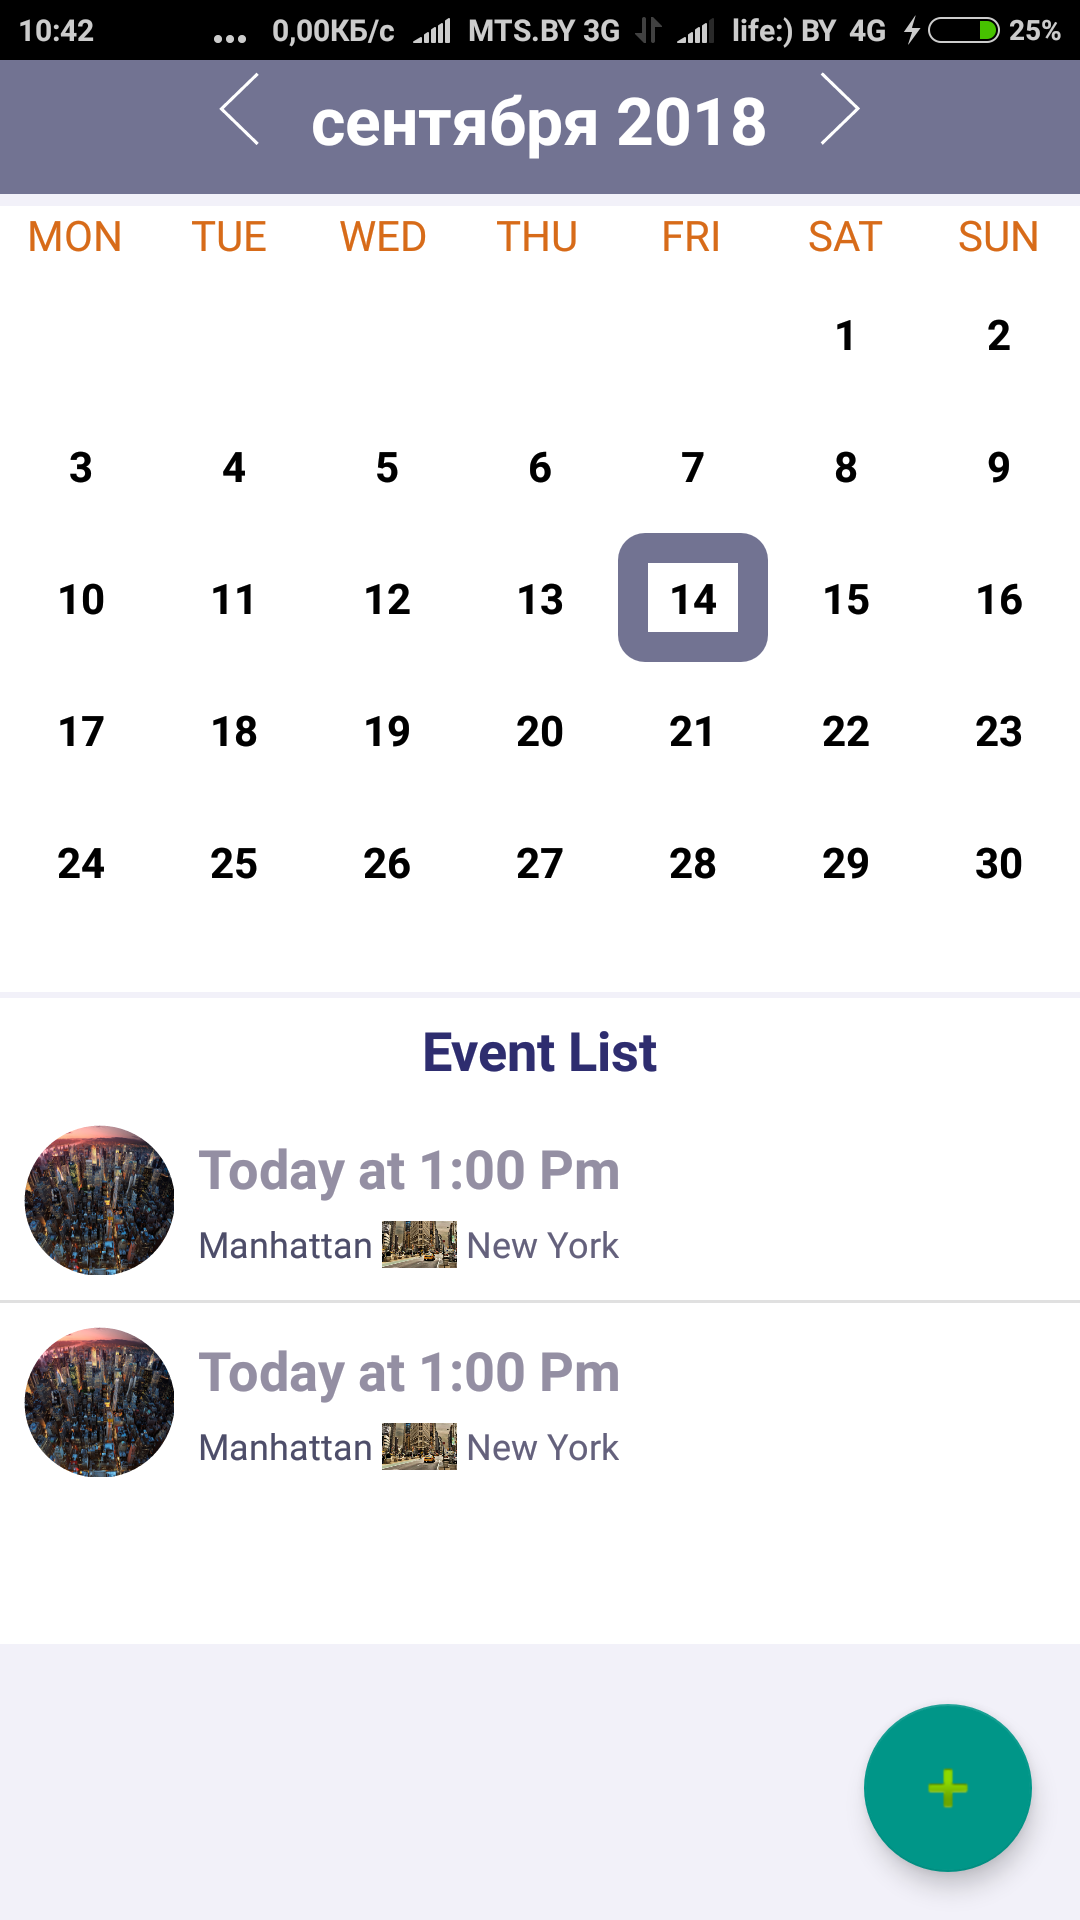 10:42 ... 0,00КБ/с MTS.BY 3G life:) BY 4G 25%
сентября 2018
MON TUE WED THU FRI SAT SUN
1 2
3 4 5 6 7 8 9
10 11 12 13 14 15 16
17 18 19 20 21 22 23
24 25 26 27 28 29 30
Event List
Today at 1:00 Pm
Manhattan New York
Today at 1:00 Pm
Manhattan New York